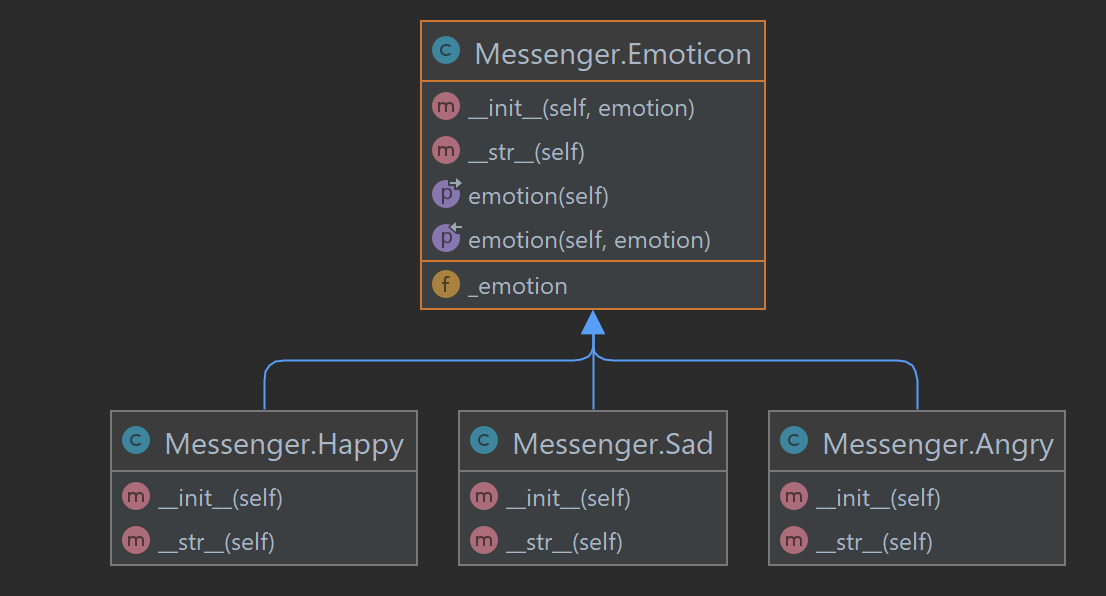 C Messenger.Emoticon
m __init__(self, emotion)
m __str__(self)
p emotion(self)
p emotion(self, emotion)
f _emotion
C Messenger.Happy
m __init__(self)
m __str__(self)
C Messenger.Sad
m __init__(self)
m __str__(self)
C Messenger.Angry
m __init__(self)
m __str__(self)